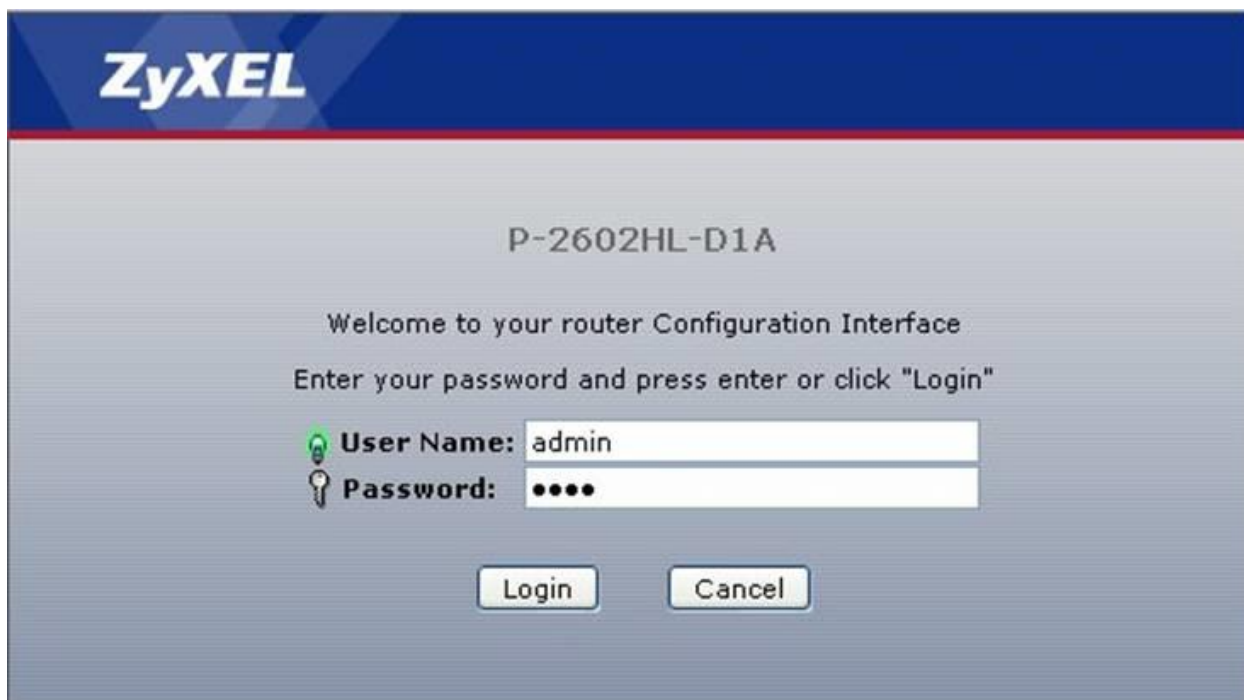 ZyXEL
P-2602HL-D1A
Welcome to your router Configuration Interface
Enter your password and press enter or click "Login"
User Name: admin
Password: ••••
Login Cancel